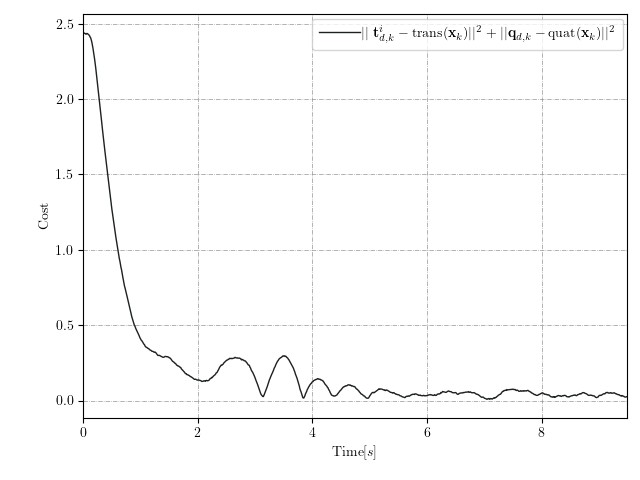 || t^i_{d,k} − trans(x_k)||^2 + ||q_{d,k} − quat(x_k)||^2
2.5
2.0
1.5
1.0
0.5
0.0
Cost
0 2 4 6 8
Time[s]